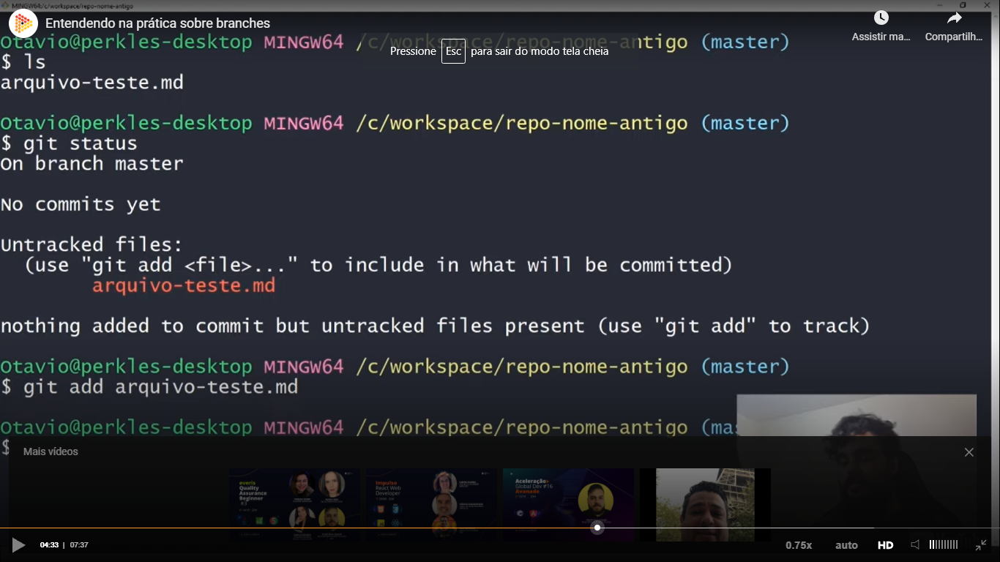 MINGW64:/c/workspace/repo-nome-antigo
Entendendo na prática sobre branches
Assistir ma...
Compartilh...
Otavio@perkles-desktop MINGW64 /c/workspace/repo-nome-antigo (master)
Pressione Esc para sair do modo tela cheia
$ ls
arquivo-teste.md
Otavio@perkles-desktop MINGW64 /c/workspace/repo-nome-antigo (master)
$ git status
On branch master
No commits yet
Untracked files:
(use "git add <file>..." to include in what will be committed)
arquivo-teste.md
nothing added to commit but untracked files present (use "git add" to track)
Otavio@perkles-desktop MINGW64 /c/workspace/repo-nome-antigo (master)
$ git add arquivo-teste.md
Otavio@perkles-desktop MINGW64 /c/workspace/repo-nome-antigo (mas
$
Mais vídeos
everis
Quality
Assurance
Beginner
#3
Impulso
React Web
Developer
Aceleração
Global Dev #16
Avanade
04:33 | 07:37
0.75x
auto
HD